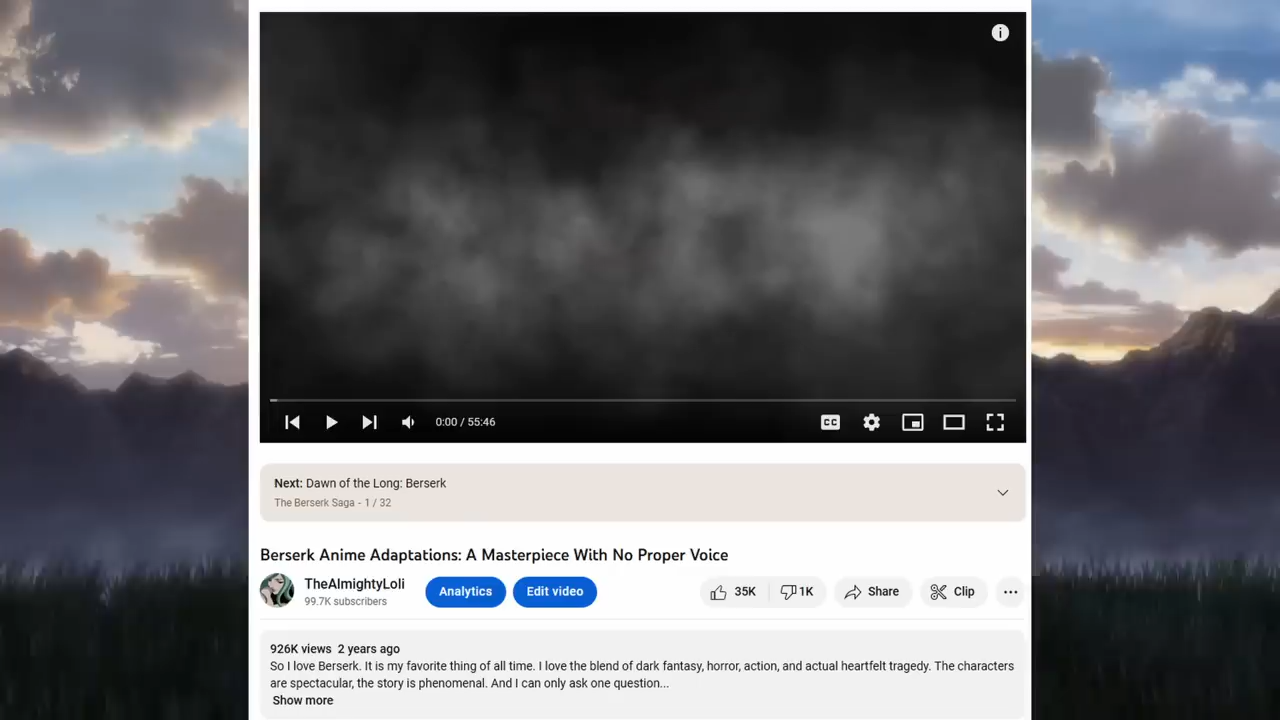 0:00 / 55:46
CC
Next: Dawn of the Long: Berserk
The Berserk Saga - 1 / 32
Berserk Anime Adaptations: A Masterpiece With No Proper Voice
TheAlmightyLoli
99.7K subscribers
Analytics
Edit video
35K
1K
Share
Clip
926K views 2 years ago
So I love Berserk. It is my favorite thing of all time. I love the blend of dark fantasy, horror, action, and actual heartfelt tragedy. The characters
are spectacular, the story is phenomenal. And I can only ask one question...
Show more